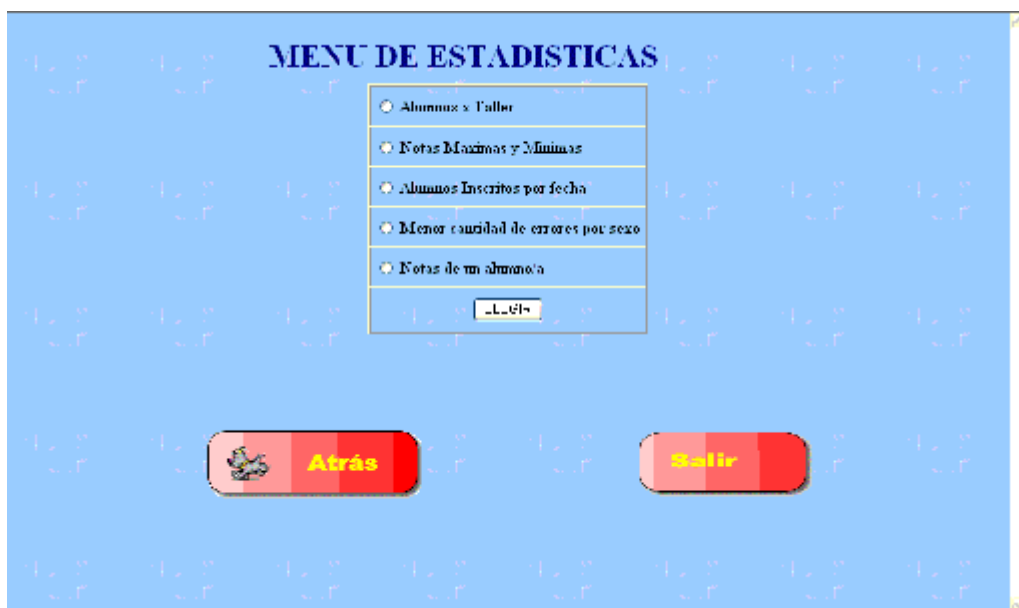 MENU DE ESTADISTICAS
Alumnos x Taller
Notas Maximas y Minimas
Alumnos Inscritos por fecha
Menor cantidad de errores por sexo
Notas de un alumno/a
Atrás
Salir